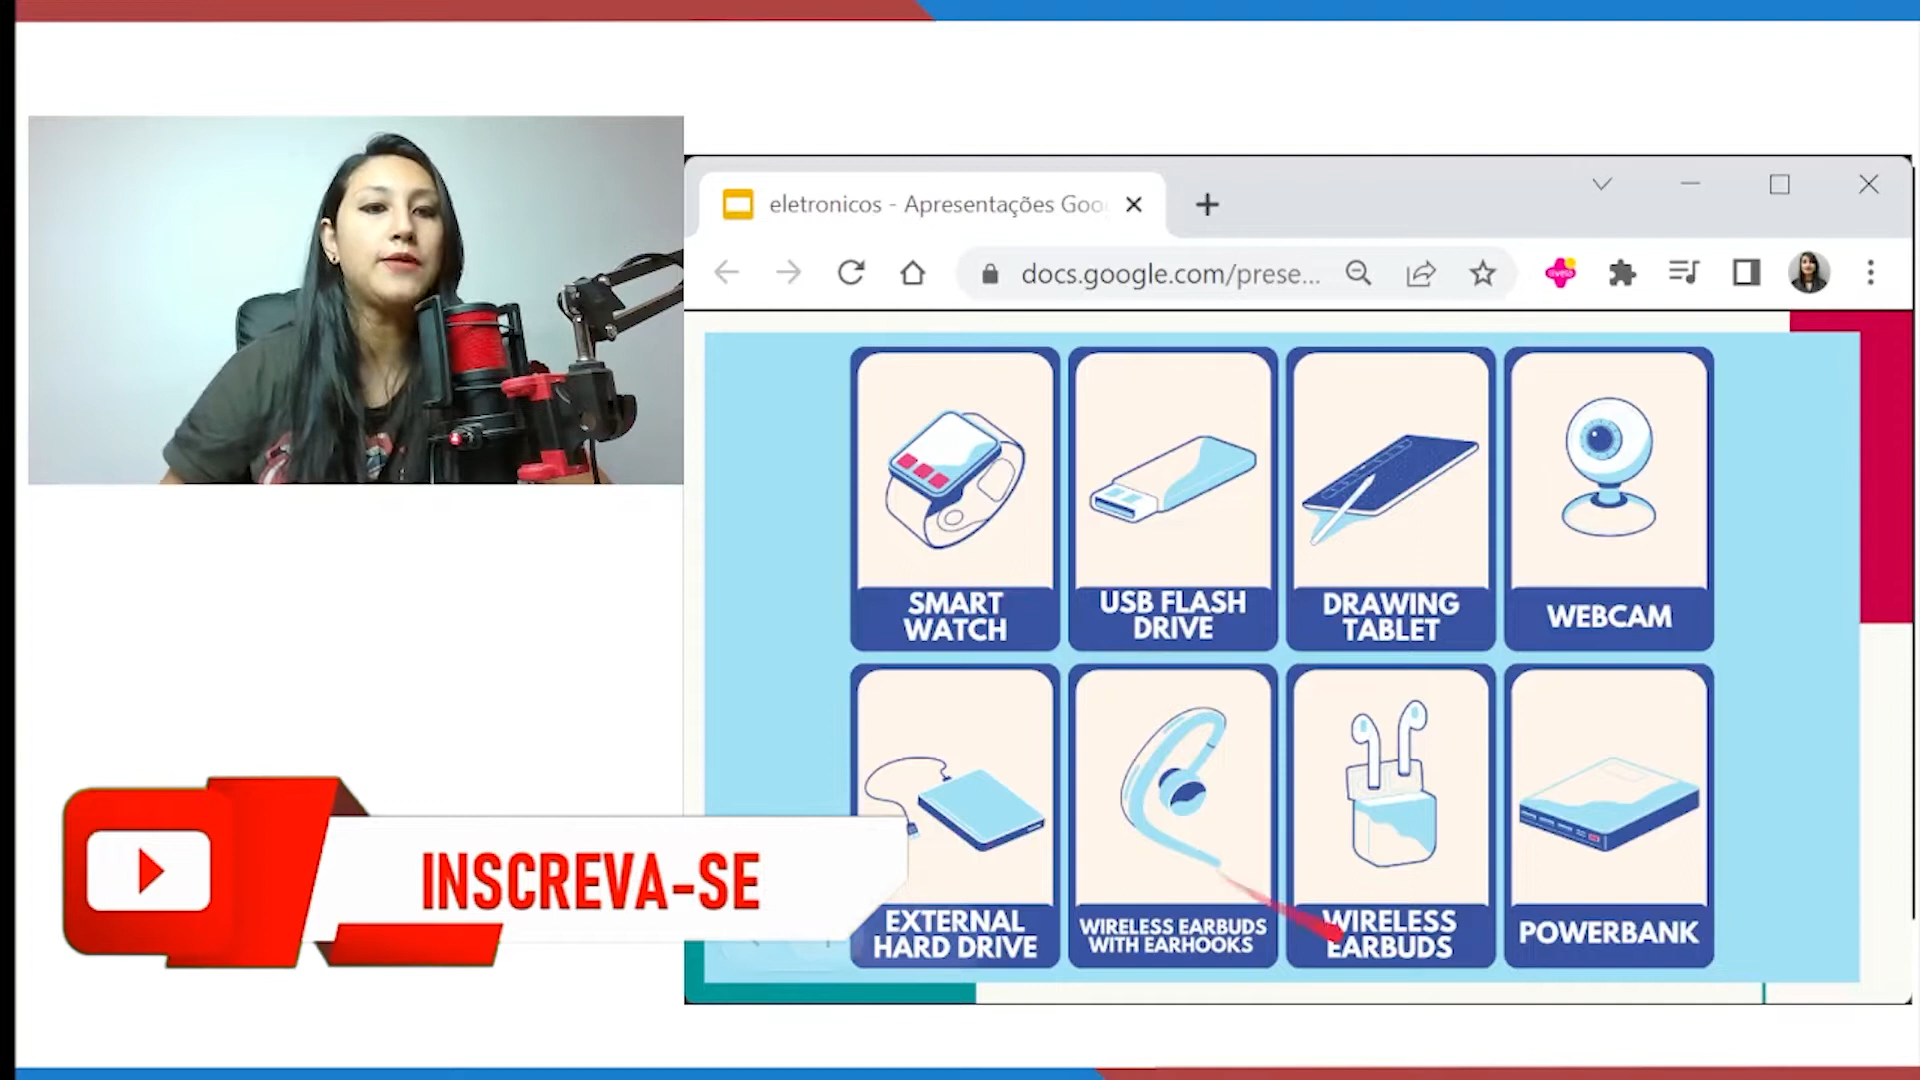 eletronicos - Apresentações Goo
docs.google.com/prese...
SMART
WATCH
USB FLASH
DRIVE
DRAWING
TABLET
WEBCAM
EXTERNAL
HARD DRIVE
WIRELESS EARBUDS
WITH EARHOOKS
WIRELESS
EARBUDS
POWERBANK
INSCREVA-SE